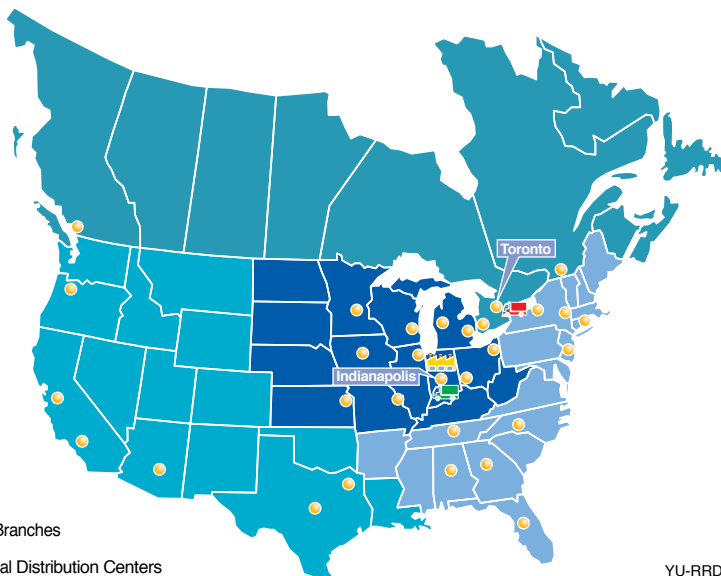 Toronto
Indianapolis
Branches
al Distribution Centers
YU-RRD